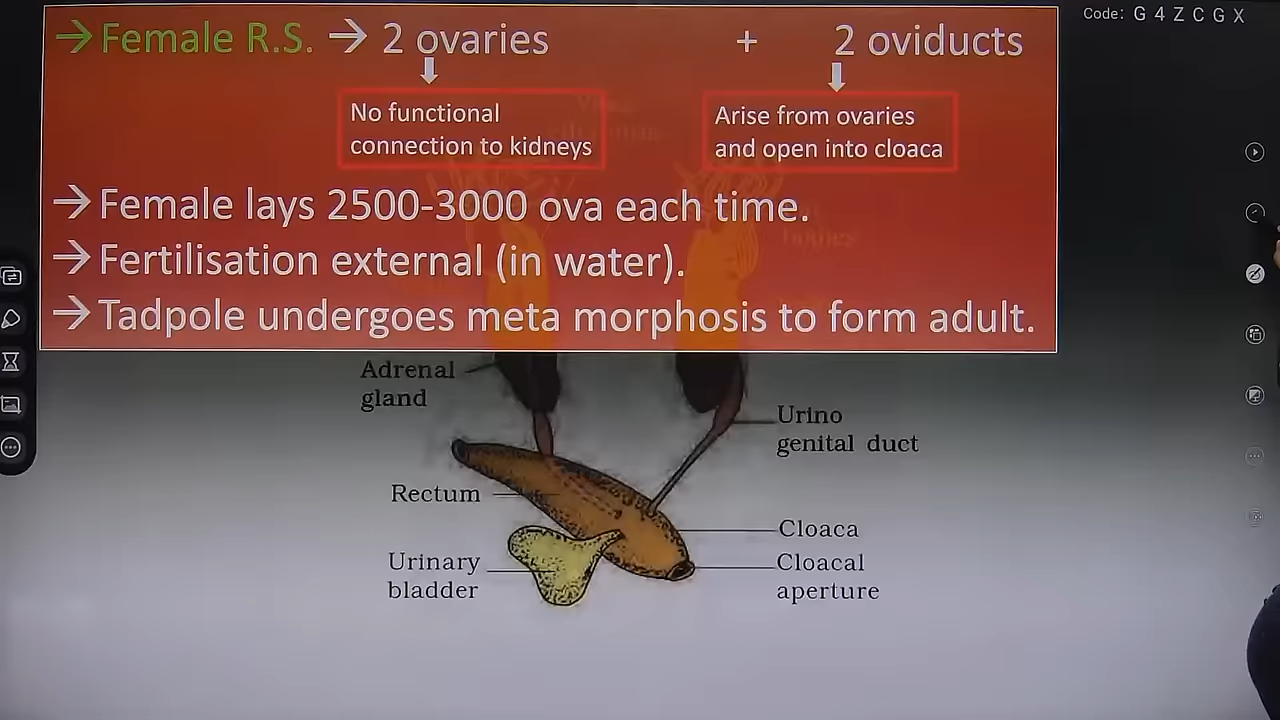 Code: G 4 Z C G X
→ Female R.S. → 2 ovaries + 2 oviducts
No functional
connection to kidneys
Arise from ovaries
and open into cloaca
→ Female lays 2500-3000 ova each time.
→ Fertilisation external (in water).
→ Tadpole undergoes meta morphosis to form adult.
Adrenal
gland
Urino
genital duct
Rectum
Cloaca
Urinary
bladder
Cloacal
aperture